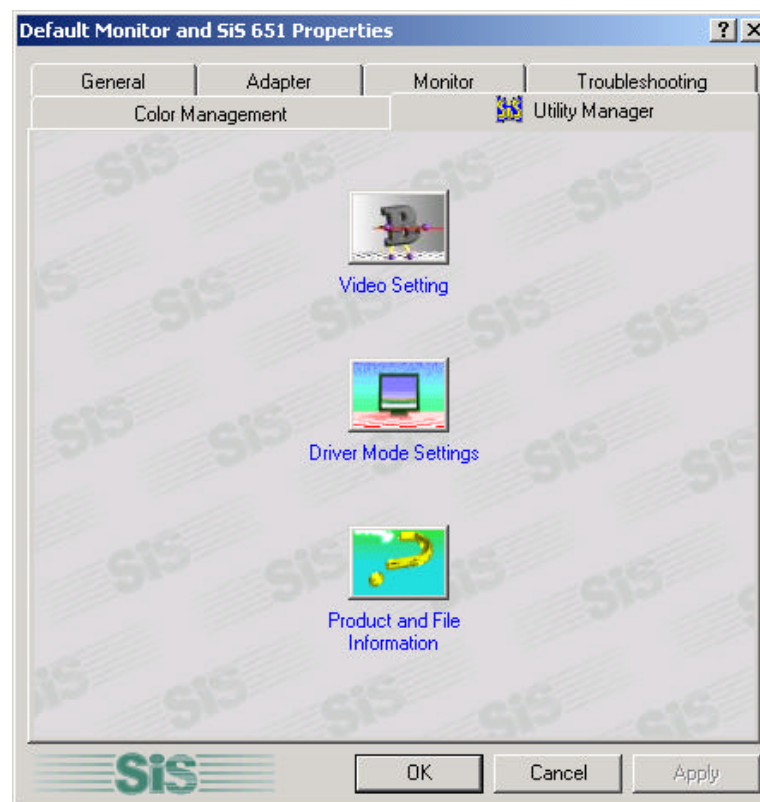 Default Monitor and SiS 651 Properties
General Adapter Monitor Troubleshooting
Color Management Utility Manager
Video Setting
Driver Mode Settings
Product and File
Information
SiS OK Cancel Apply